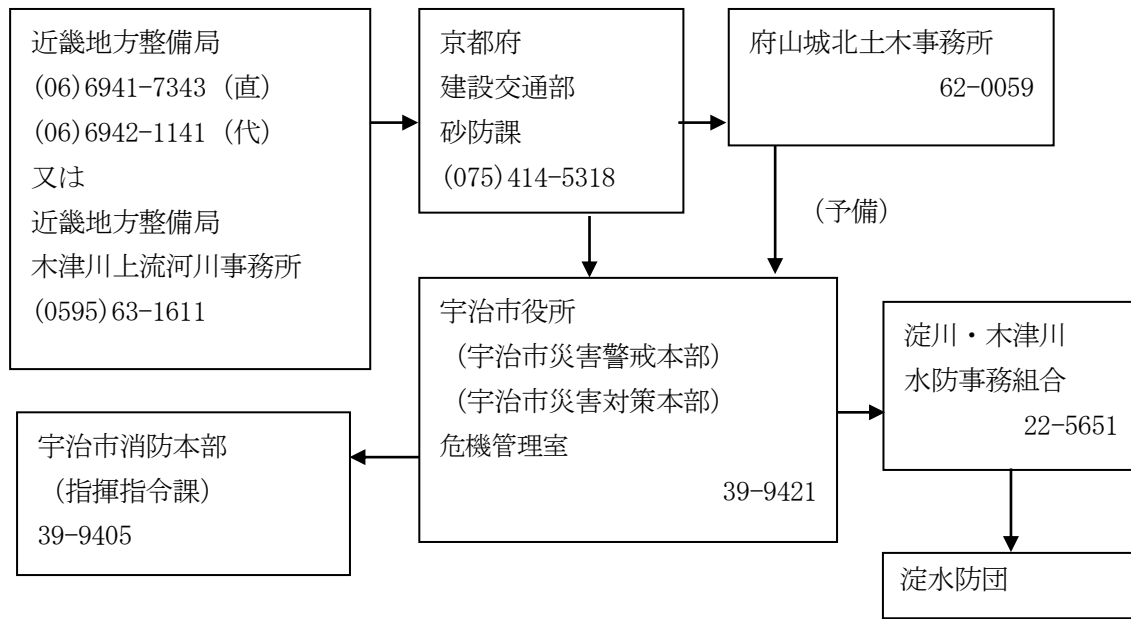 近畿地方整備局
(06)6941-7343（直）
(06)6942-1141（代）
又は
近畿地方整備局
木津川上流河川事務所
(0595)63-1611
京都府
建設交通部
砂防課
(075)414-5318
府山城北土木事務所
62-0059
（予備）
宇治市役所
（宇治市災害警戒本部）
（宇治市災害対策本部）
危機管理室
39-9421
淀川・木津川
水防事務組合
22-5651
宇治市消防本部
（指揮指令課）
39-9405
淀水防団